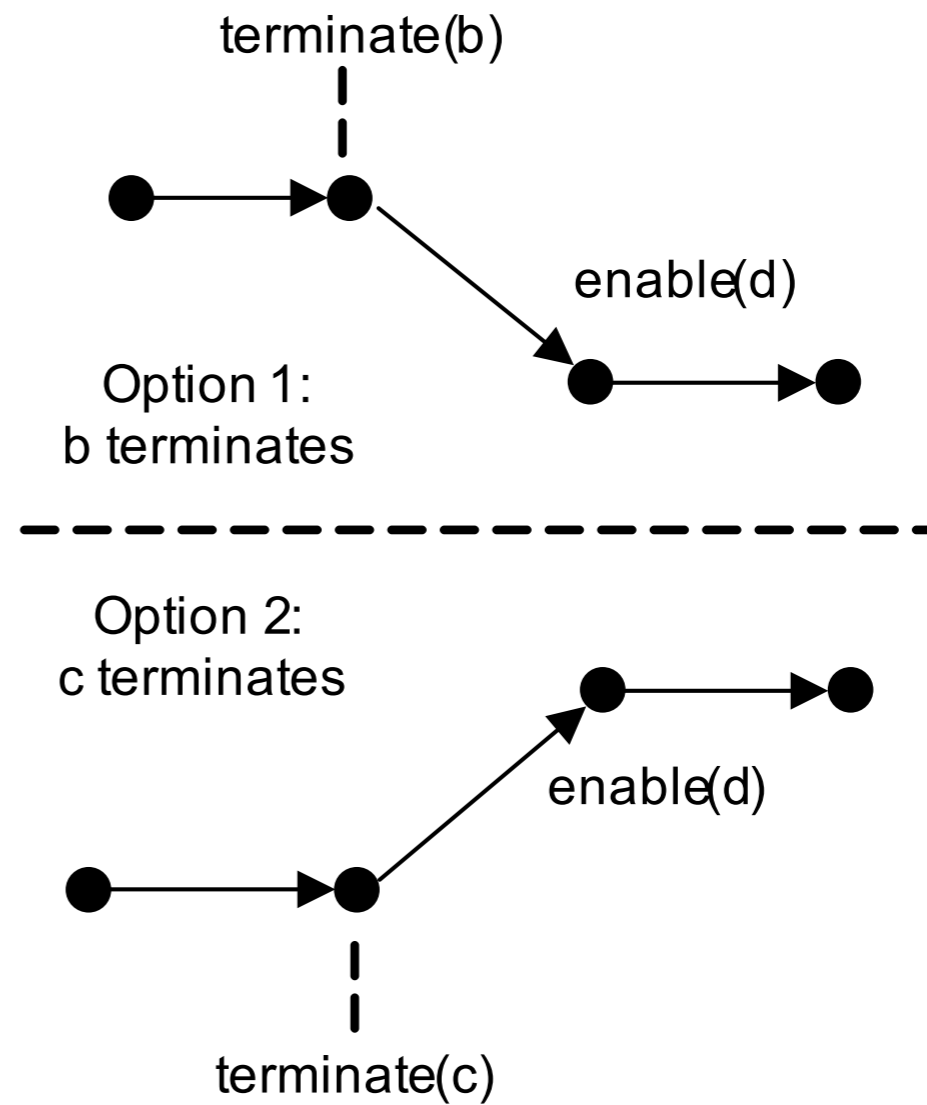 terminate(b)
enable(d)
Option 1:
b terminates
Option 2:
c terminates
enable(d)
terminate(c)